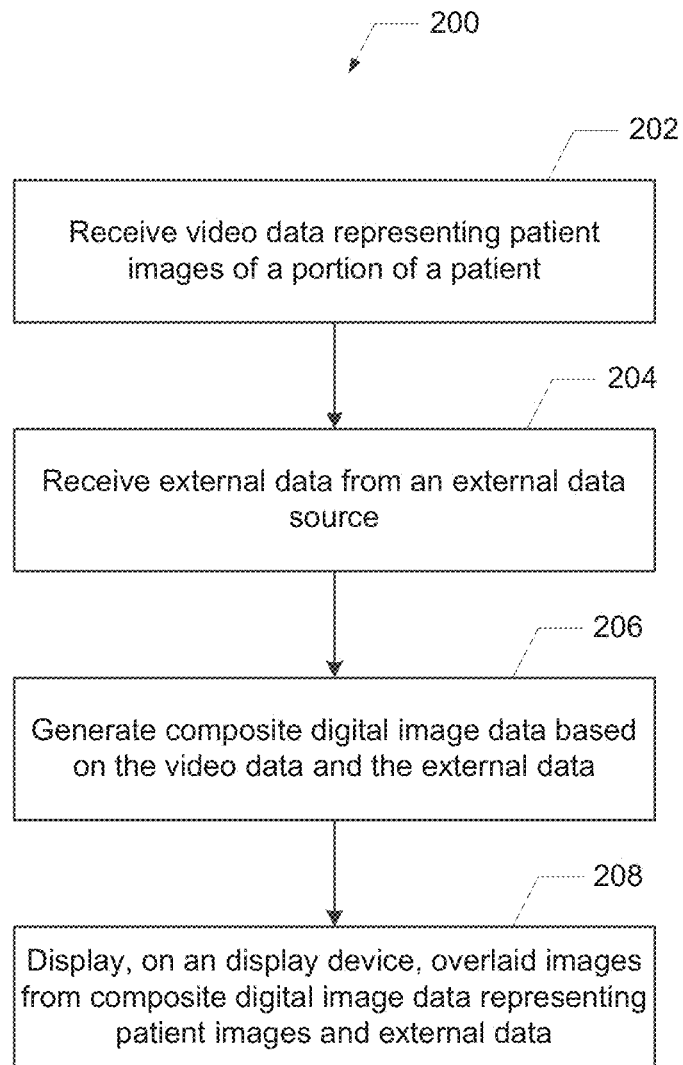 200
202
Receive video data representing patient
images of a portion of a patient
204
Receive external data from an external data
source
206
Generate composite digital image data based
on the video data and the external data
208
Display, on an display device, overlaid images
from composite digital image data representing
patient images and external data